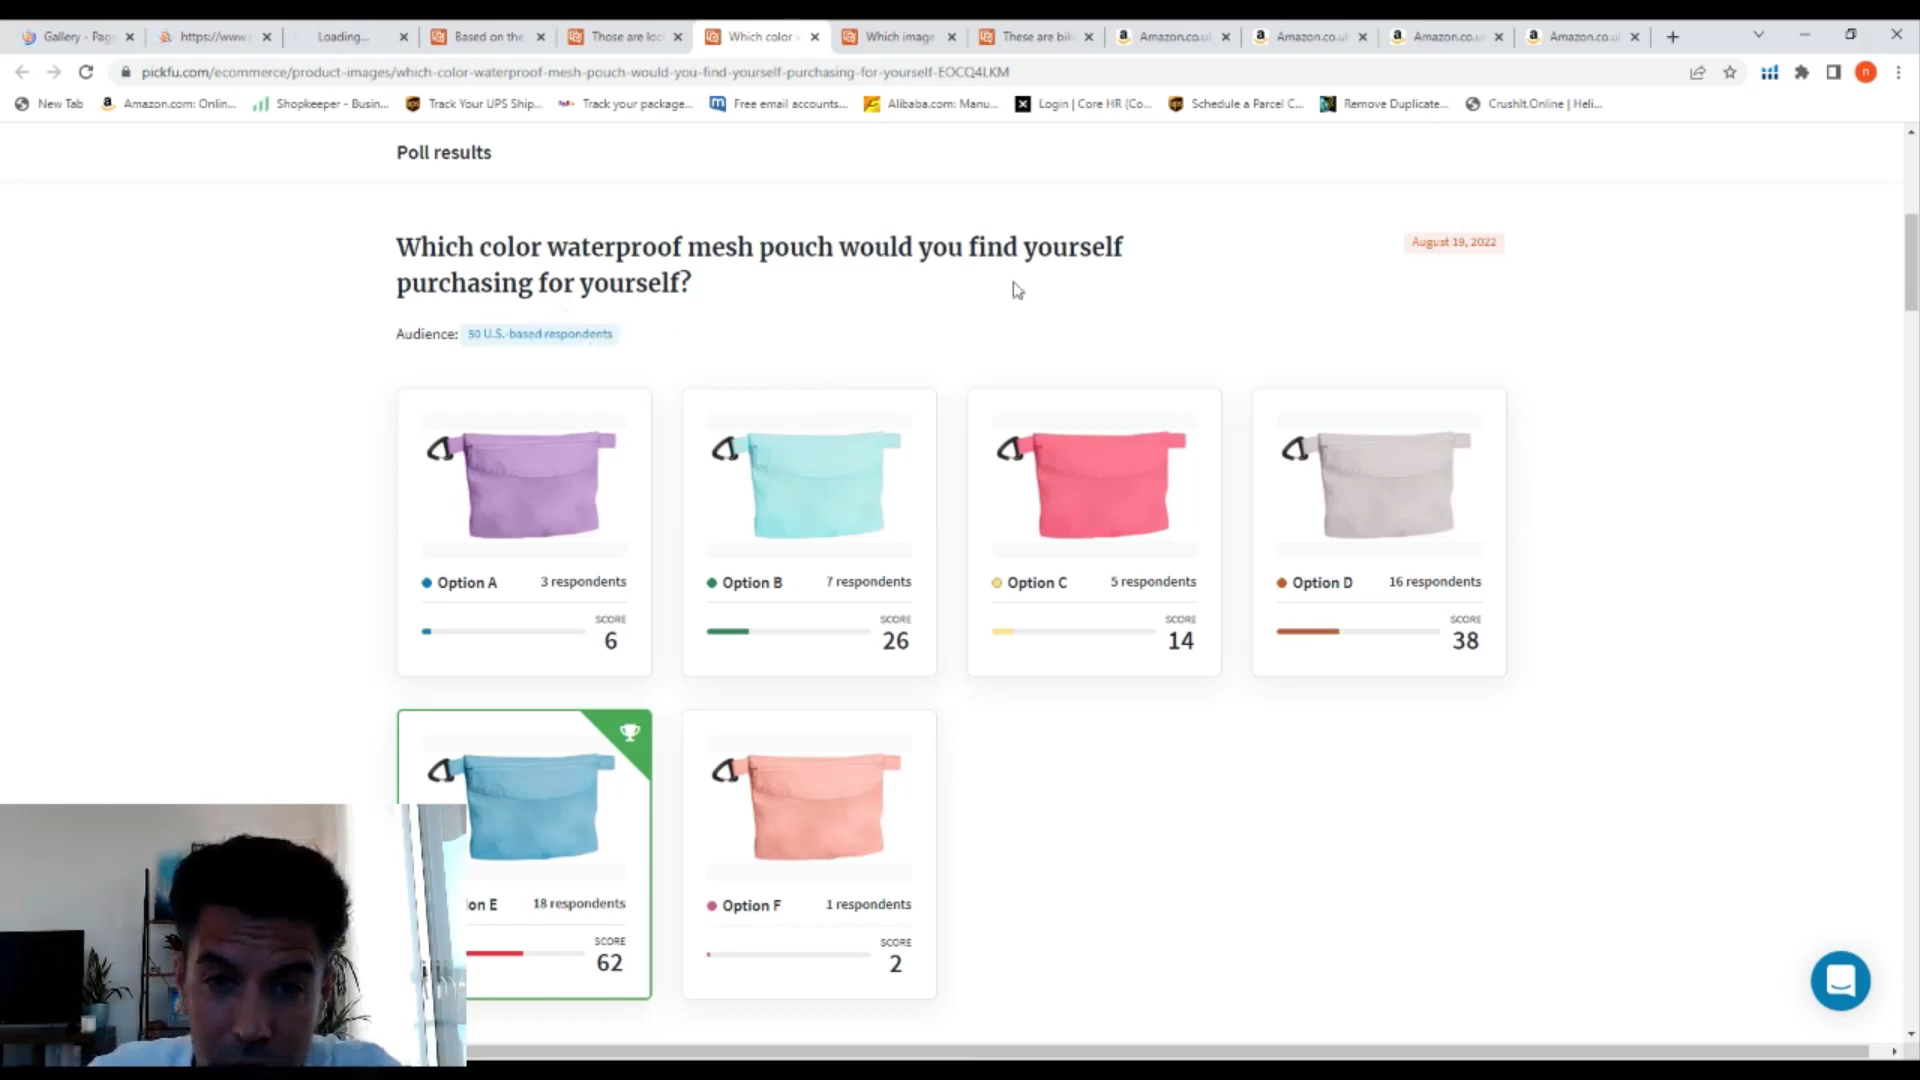 Gallery - Page
https://www.
Loading...
Based on the
Those are loc
Which color
Which image
These are bik
Amazon.co.uk
Amazon.co.uk
Amazon.co.u
Amazon.co.uk
pickfu.com/ecommerce/product-images/which-color-waterproof-mesh-pouch-would-you-find-yourself-purchasing-for-yourself-EOCQ4LKM
n
New Tab
Amazon.com: Onlin...
Shopkeeper - Busin...
Track Your UPS Ship...
Track your package...
Free email accounts...
Alibaba.com: Manu...
Login | Core HR (Co...
Schedule a Parcel C...
Remove Duplicate...
CrushIt.Online | Heli...
Poll results
Which color waterproof mesh pouch would you find yourself
purchasing for yourself?
August 19, 2022
Audience: 50 U.S.-based respondents
Option A 3 respondents
SCORE
6
Option B 7 respondents
SCORE
26
Option C 5 respondents
SCORE
14
Option D 16 respondents
SCORE
38
ion E 18 respondents
SCORE
62
Option F 1 respondents
SCORE
2